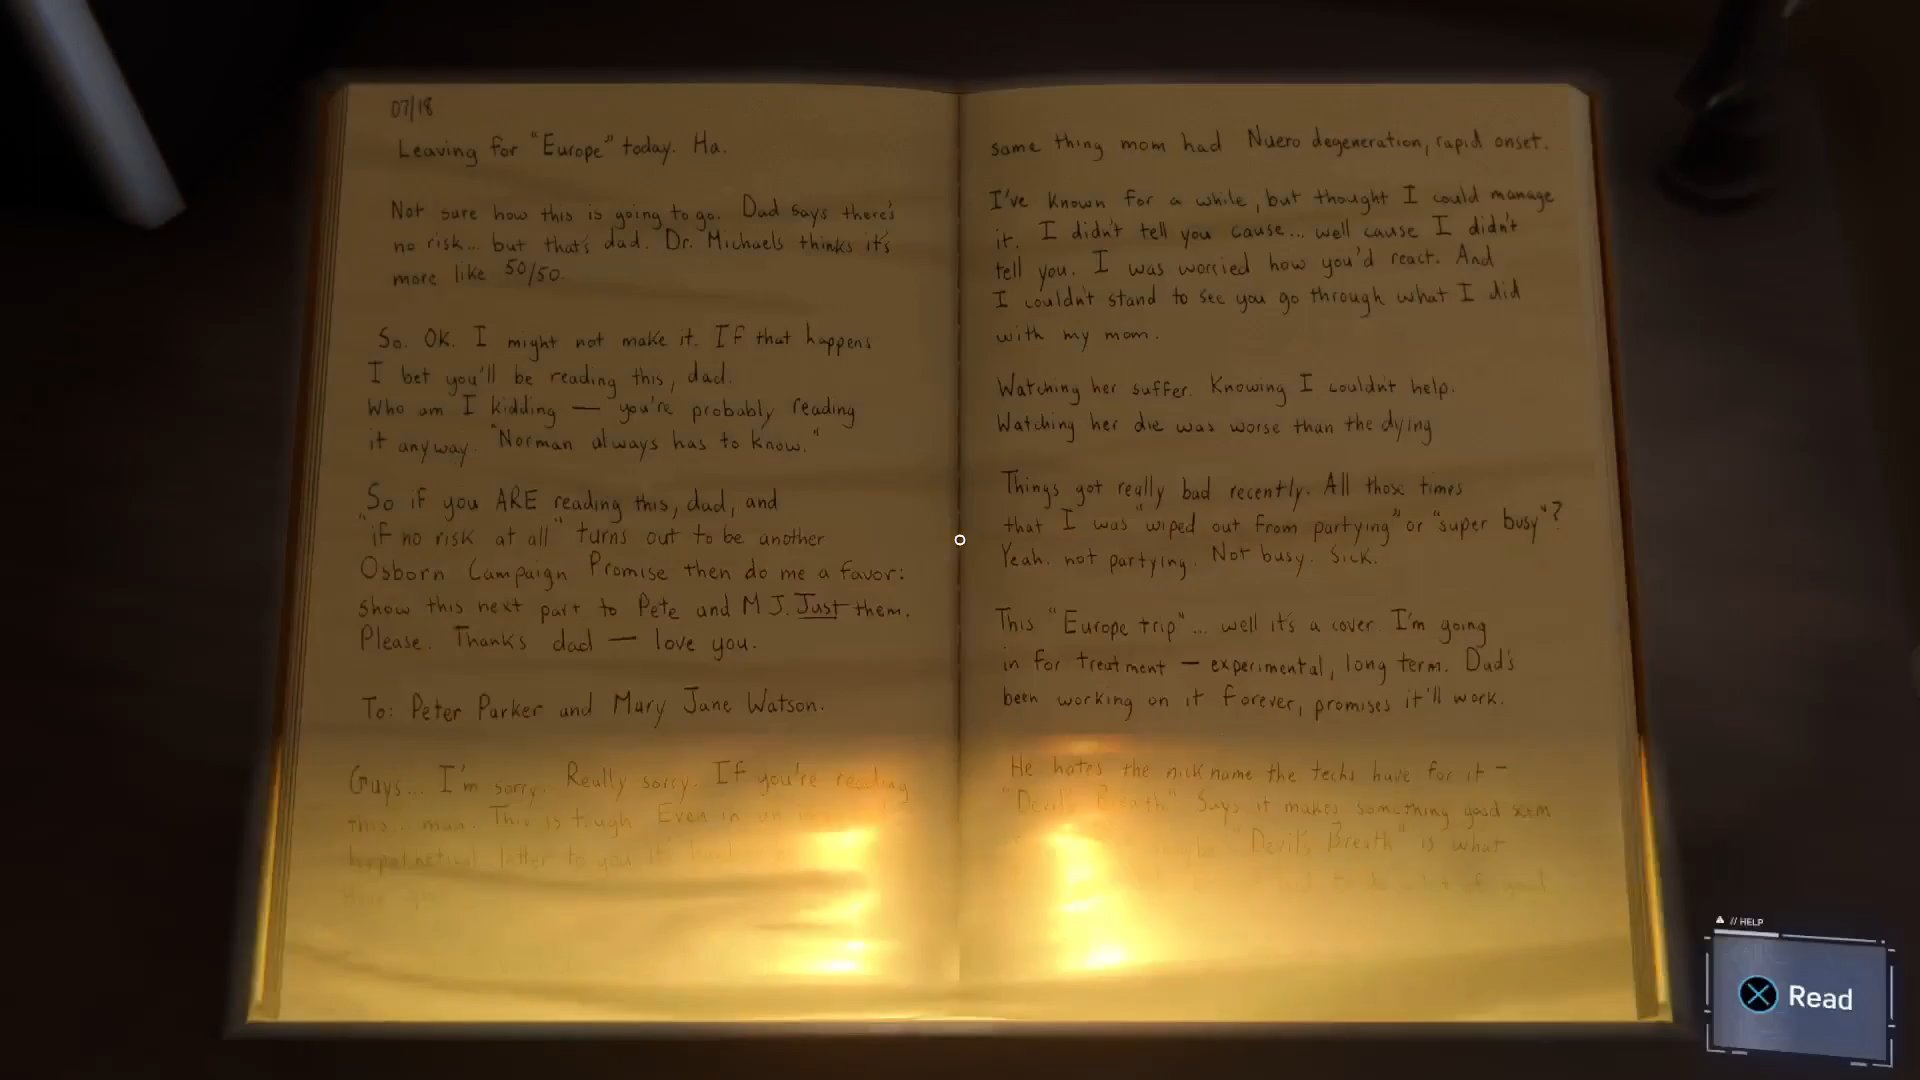 07/18
Leaving for "Europe" today. Ha.
Not sure how this is going to go. Dad says there's
no risk... but that's dad. Dr. Michaels thinks it's
more like 50/50.
So. OK. I might not make it. If that happens
I bet you'll be reading this, dad.
Who am I kidding — you're probably reading
it anyway. "Norman always has to know."
So if you ARE reading this, dad, and
"if no risk at all" turns out to be another
Osborn Campaign Promise then do me a favor:
show this next part to Pete and MJ. Just them.
Please. Thanks dad — love you.
To: Peter Parker and Mary Jane Watson.
Guys... I'm sorry. Really sorry. If you're reading
this... man. This is tough. Even in an
hypothetical letter to you it's
same thing mom had Nuero degeneration, rapid onset.
I've known for a while, but thought I could manage
it. I didn't tell you cause... well cause I didn't
tell you. I was worried how you'd react. And
I couldn't stand to see you go through what I did
with my mom.
Watching her suffer. Knowing I couldn't help.
Watching her die was worse than the dying
Things got really bad recently. All those times
that I was "wiped out from partying" or "super busy"?
Yeah. not partying. Not busy. Sick.
This "Europe trip"... well it's a cover I'm going
in for treatment — experimental, long term. Dad's
been working on it forever, promises it'll work.
He hates the nickname the techs have for it -
"Devil's Breath" Says it makes something good seem
"Devil's Breath" is what
of good
// HELP
Read